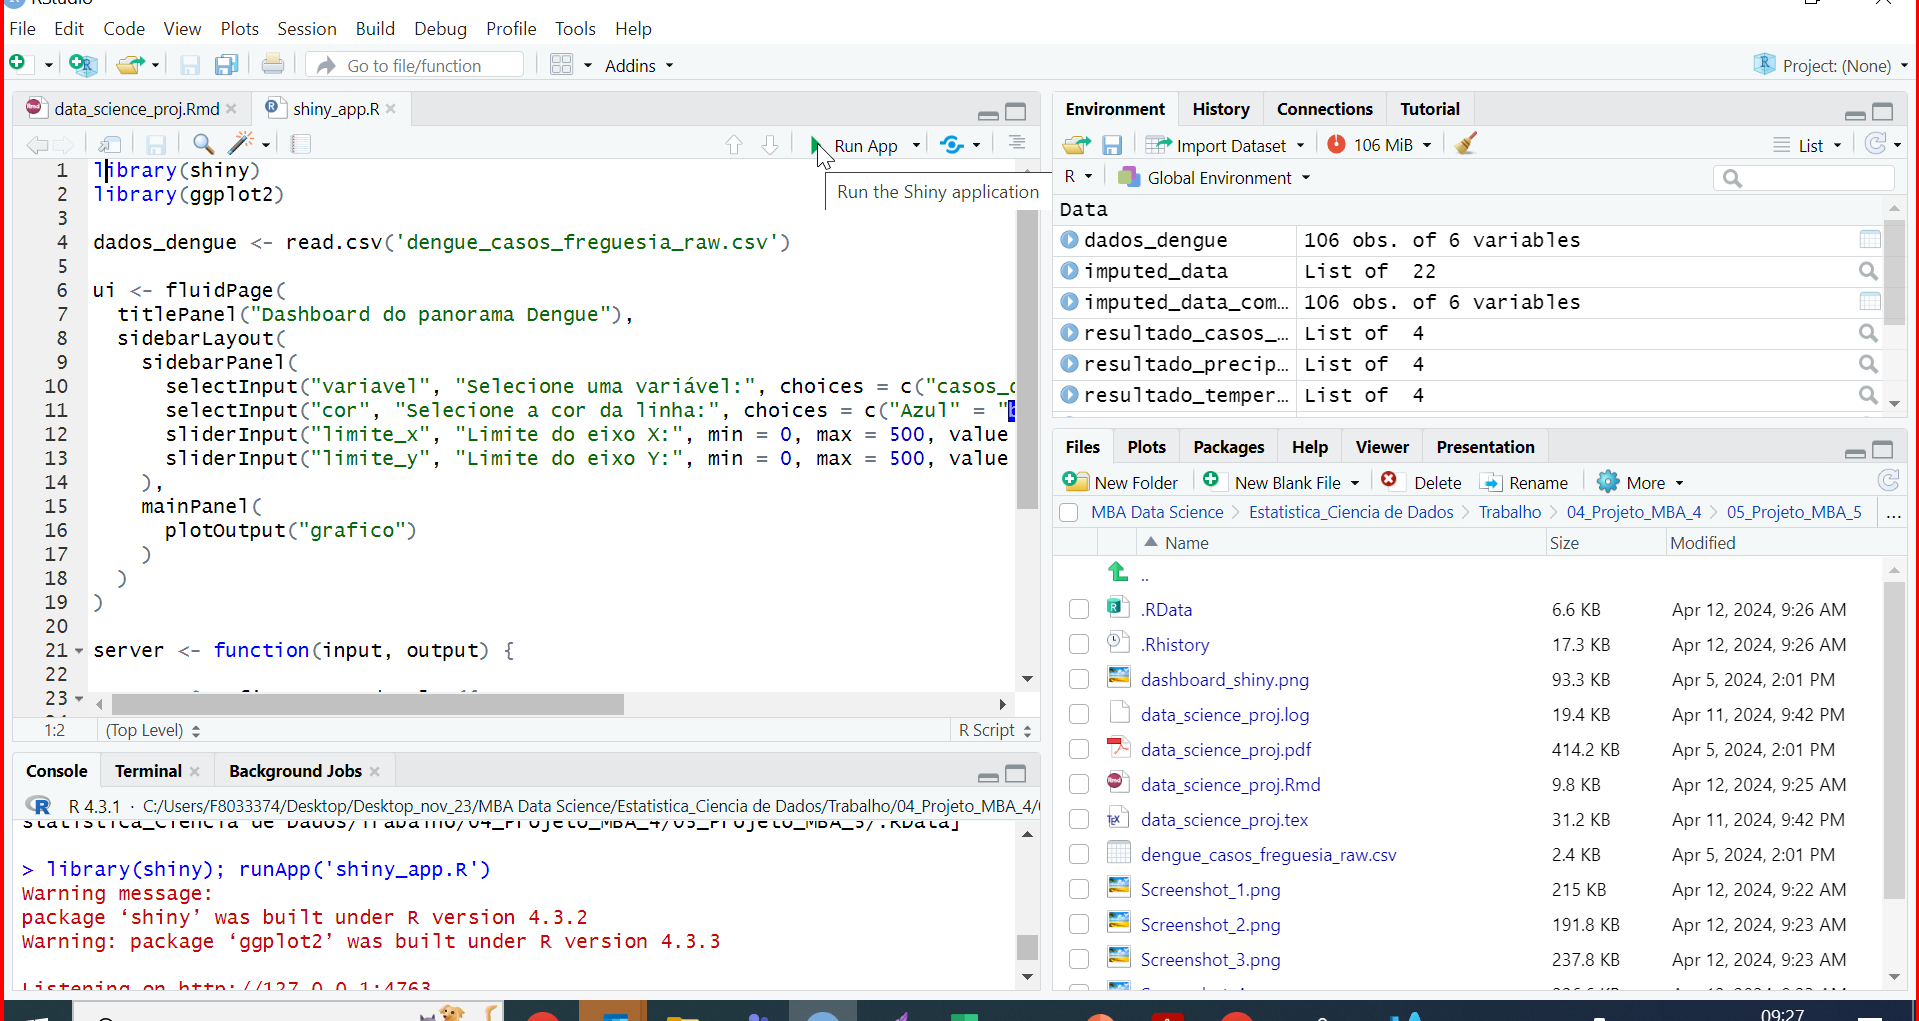 RStudio
File Edit Code View Plots Session Build Debug Profile Tools Help
Go to file/function Addins Project: (None)
data_science_proj.Rmd shiny_app.R
Run App
Run the Shiny application
1 library(shiny)
2 library(ggplot2)
3
4 dados_dengue <- read.csv('dengue_casos_freguesia_raw.csv')
5
6 ui <- fluidPage(
7 titlePanel("Dashboard do panorama Dengue"),
8 sidebarLayout(
9 sidebarPanel(
10 selectInput("variavel", "Selecione uma variável:", choices = c("casos_
11 selectInput("cor", "Selecione a cor da linha:", choices = c("Azul" = "
12 sliderInput("limite_x", "Limite do eixo X:", min = 0, max = 500, value
13 sliderInput("limite_y", "Limite do eixo Y:", min = 0, max = 500, value
14 ),
15 mainPanel(
16 plotOutput("grafico")
17 )
18 )
19 )
20
21 server <- function(input, output) {
22
23
1:2 (Top Level) R Script
Console Terminal Background Jobs
R 4.3.1 · C:/Users/F8033374/Desktop/Desktop_nov_23/MBA Data Science/Estatistica_Ciencia de Dados/Trabalho/04_Projeto_MBA_4/
statistica_Ciencia de Dados/Trabalho/04_Projeto_MBA_4/05_Projeto_MBA_5/.RData]
> library(shiny); runApp('shiny_app.R')
Warning message:
package ‘shiny’ was built under R version 4.3.2
Warning: package ‘ggplot2’ was built under R version 4.3.3
Listening on http://127.0.0.1:4763
Environment History Connections Tutorial
Import Dataset 106 MiB List
R Global Environment
Data
dados_dengue 106 obs. of 6 variables
imputed_data List of 22
imputed_data_com… 106 obs. of 6 variables
resultado_casos_… List of 4
resultado_precip… List of 4
resultado_temper… List of 4
Files Plots Packages Help Viewer Presentation
New Folder New Blank File Delete Rename More
MBA Data Science Estatistica_Ciencia de Dados Trabalho 04_Projeto_MBA_4 05_Projeto_MBA_5 ...
Name Size Modified
..
.RData 6.6 KB Apr 12, 2024, 9:26 AM
.Rhistory 17.3 KB Apr 12, 2024, 9:26 AM
dashboard_shiny.png 93.3 KB Apr 5, 2024, 2:01 PM
data_science_proj.log 19.4 KB Apr 11, 2024, 9:42 PM
data_science_proj.pdf 414.2 KB Apr 5, 2024, 2:01 PM
data_science_proj.Rmd 9.8 KB Apr 12, 2024, 9:25 AM
data_science_proj.tex 31.2 KB Apr 11, 2024, 9:42 PM
dengue_casos_freguesia_raw.csv 2.4 KB Apr 5, 2024, 2:01 PM
Screenshot_1.png 215 KB Apr 12, 2024, 9:22 AM
Screenshot_2.png 191.8 KB Apr 12, 2024, 9:23 AM
Screenshot_3.png 237.8 KB Apr 12, 2024, 9:23 AM
09:27